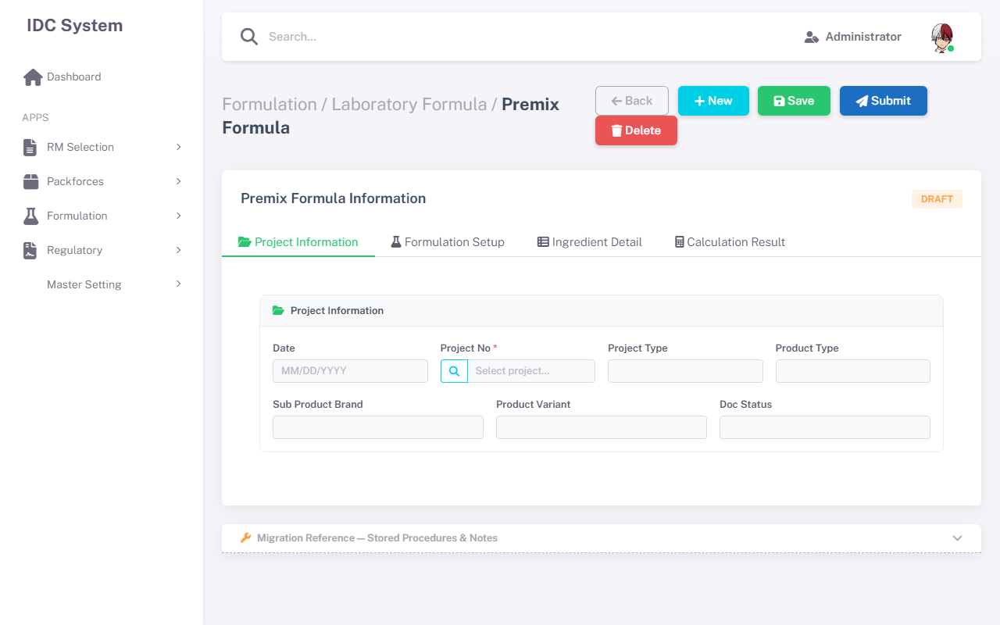 IDC System
Dashboard
APPS
RM Selection
Packforces
Formulation
Regulatory
Master Setting
Search...
Administrator
Formulation / Laboratory Formula / Premix
Formula
Back
New
Save
Submit
Delete
Premix Formula Information
DRAFT
Project Information
Formulation Setup
Ingredient Detail
Calculation Result
Project Information
Date
Project No *
Project Type
Product Type
MM/DD/YYYY
Select project...
Sub Product Brand
Product Variant
Doc Status
Migration Reference — Stored Procedures & Notes